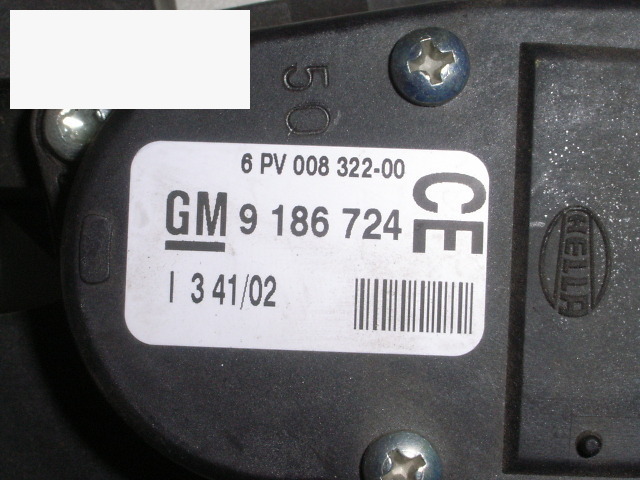 50
6 PV 008 322-00
GM 9 186 724
CE
I 3 41/02
HELLA